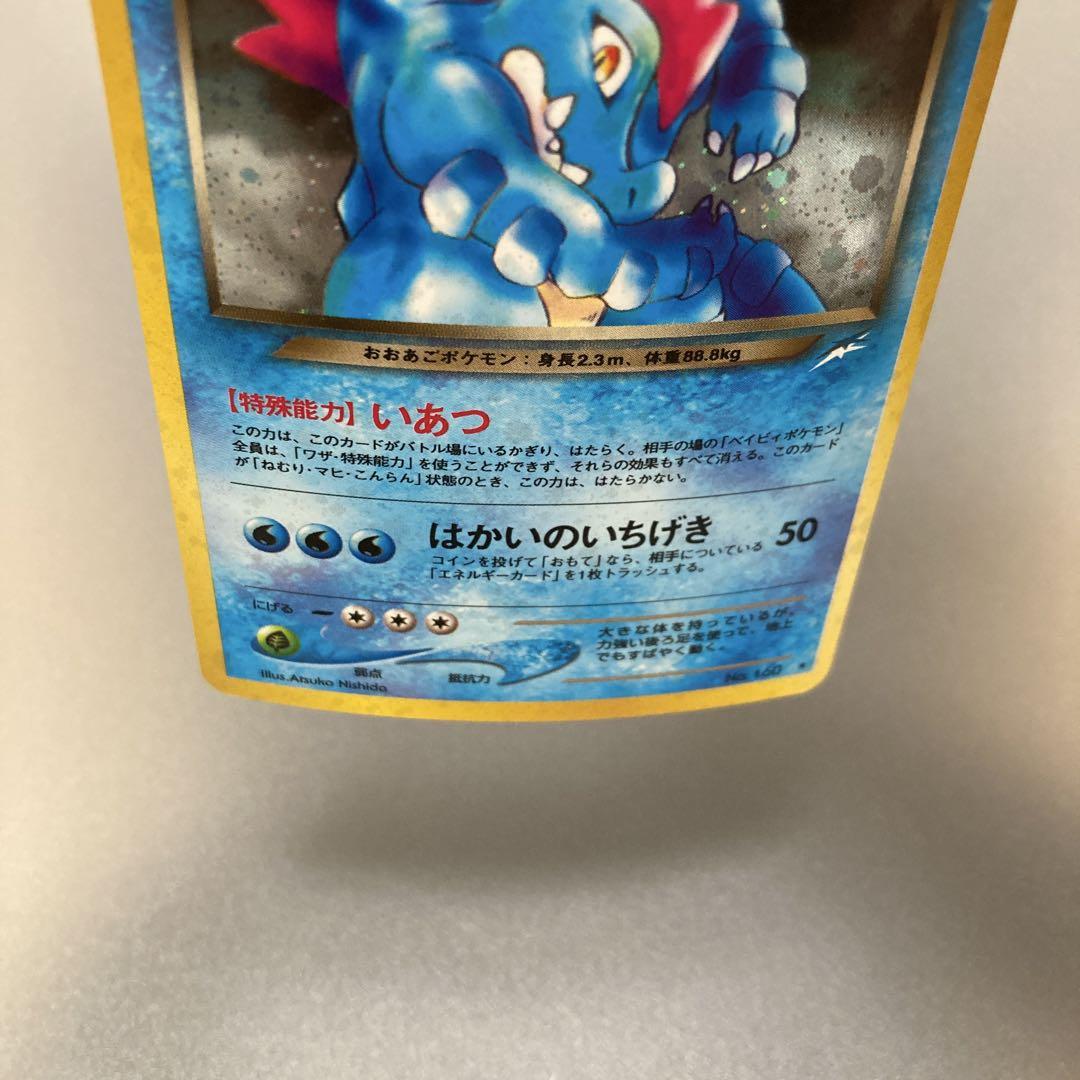 おおあごポケモン：身長2.3m、体重88.8kg
【特殊能力】いあつ
この力は、このカードがバトル場にいるかぎり、はたらく。相手の場の「ベイビィポケモン」
全員は、「ワザ・特殊能力」を使うことができず、それらの効果もすべて消える。このカード
が「ねむり・マヒ・こんらん」状態のとき、この力は、はたらかない。
はかいのいちげき 50
コインを投げて「おもて」なら、相手についている
「エネルギーカード」を1枚トラッシュする。
にげる
弱点
抵抗力
大きな体を持っているが、
力強い後ろ足を使って、地上
でもすばやく動く。
Illus.Atsuko Nishida
No.160